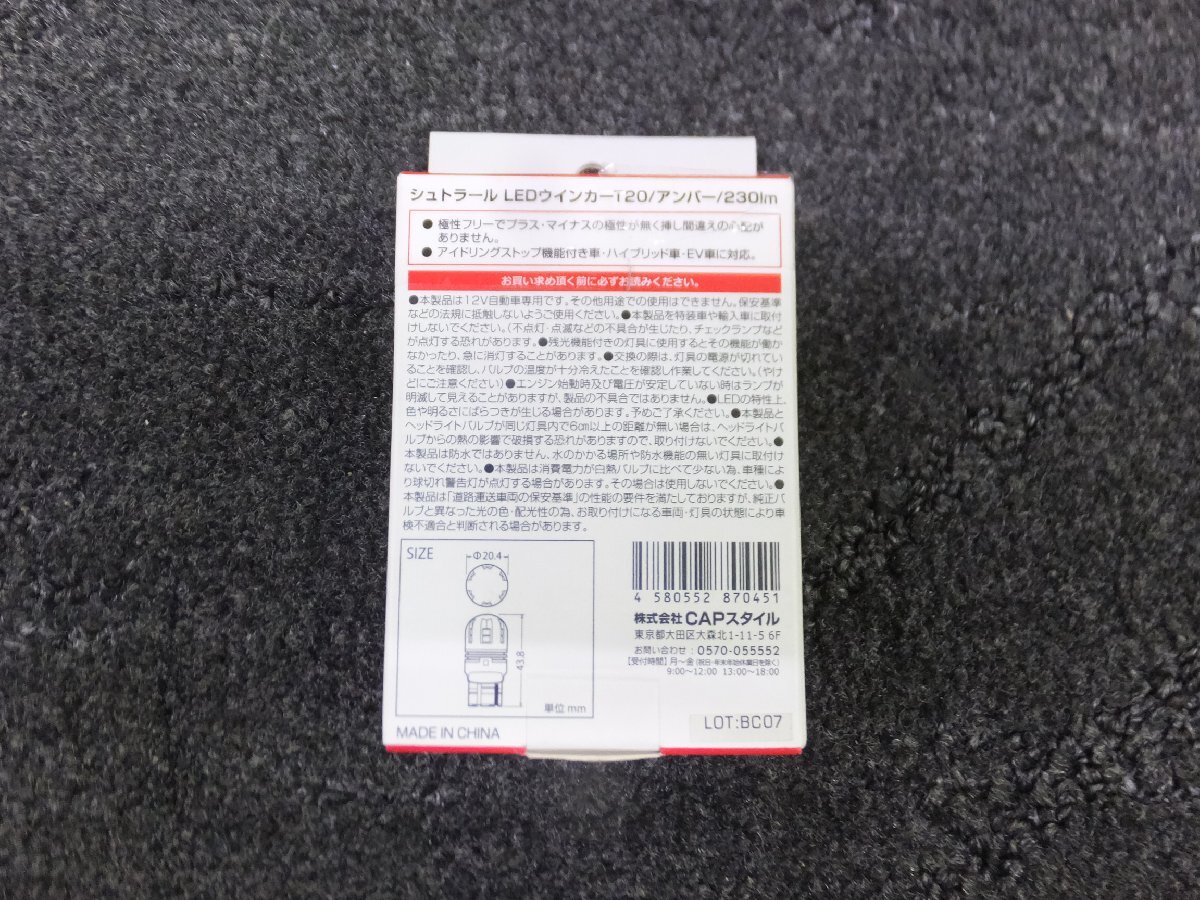 シュトラール LEDウインカーT20/アンバー/230lm
● 極性フリーでプラス・マイナスの極性が無く挿し間違えの心配が
ありません。
● アイドリングストップ機能付き車・ハイブリッド車・EV車に対応。
お買い求め頂く前に必ずお読みください。
●本製品は12V自動車専用です。その他用途での使用はできません。保安基準
などの法規に抵触しないようご使用ください。●本製品を特装車や輸入車に取付
けしないでください。(不点灯・点滅などの不具合が生じたり、チェックランプなど
が点灯する恐れがあります。●残光機能付きの灯具に使用するとその機能が働か
なかったり、急に消灯することがあります。●交換の際は、灯具の電源が切れてい
ることを確認し、バルブの温度が十分冷えたことを確認し作業してください。(やけ
どにご注意ください)●エンジン始動時及び電圧が安定していない時はランプが
明滅して見えることがありますが、製品の不具合ではありません。●LEDの特性上、
色や明るさにばらつきが生じる場合があります。予めご了承ください。●本製品と
ヘッドライトバルブが同じ灯具内で6cm以上の距離が無い場合は、ヘッドライトバ
ルブからの熱の影響で破損する恐れがありますので、取り付けないでください。●
本製品は防水ではありません、水のかかる場所や防水機能の無い灯具に取付け
ないでください。●本製品は消費電力が白熱バルブに比べて少ない為、車種によ
り球切れ警告灯が点灯する場合があります。その場合は使用しないでください。●
本製品は「道路運送車両の保安基準」の性能の要件を満たしておりますが、純正バ
ルブと異なった光の色・配光性の為、お取り付けになる車両・灯具の状態により車
検不適合と判断される場合があります。
SIZE
Φ20.4
43.8
単位 mm
4 580552 870451
株式会社 CAPスタイル
東京都大田区大森北1-11-5 6F
お問い合わせ : 0570-055552
【受付時間】月〜金 (祝日・年末年始休業日を除く)
9:00〜12:00 13:00〜18:00
MADE IN CHINA
LOT:BC07